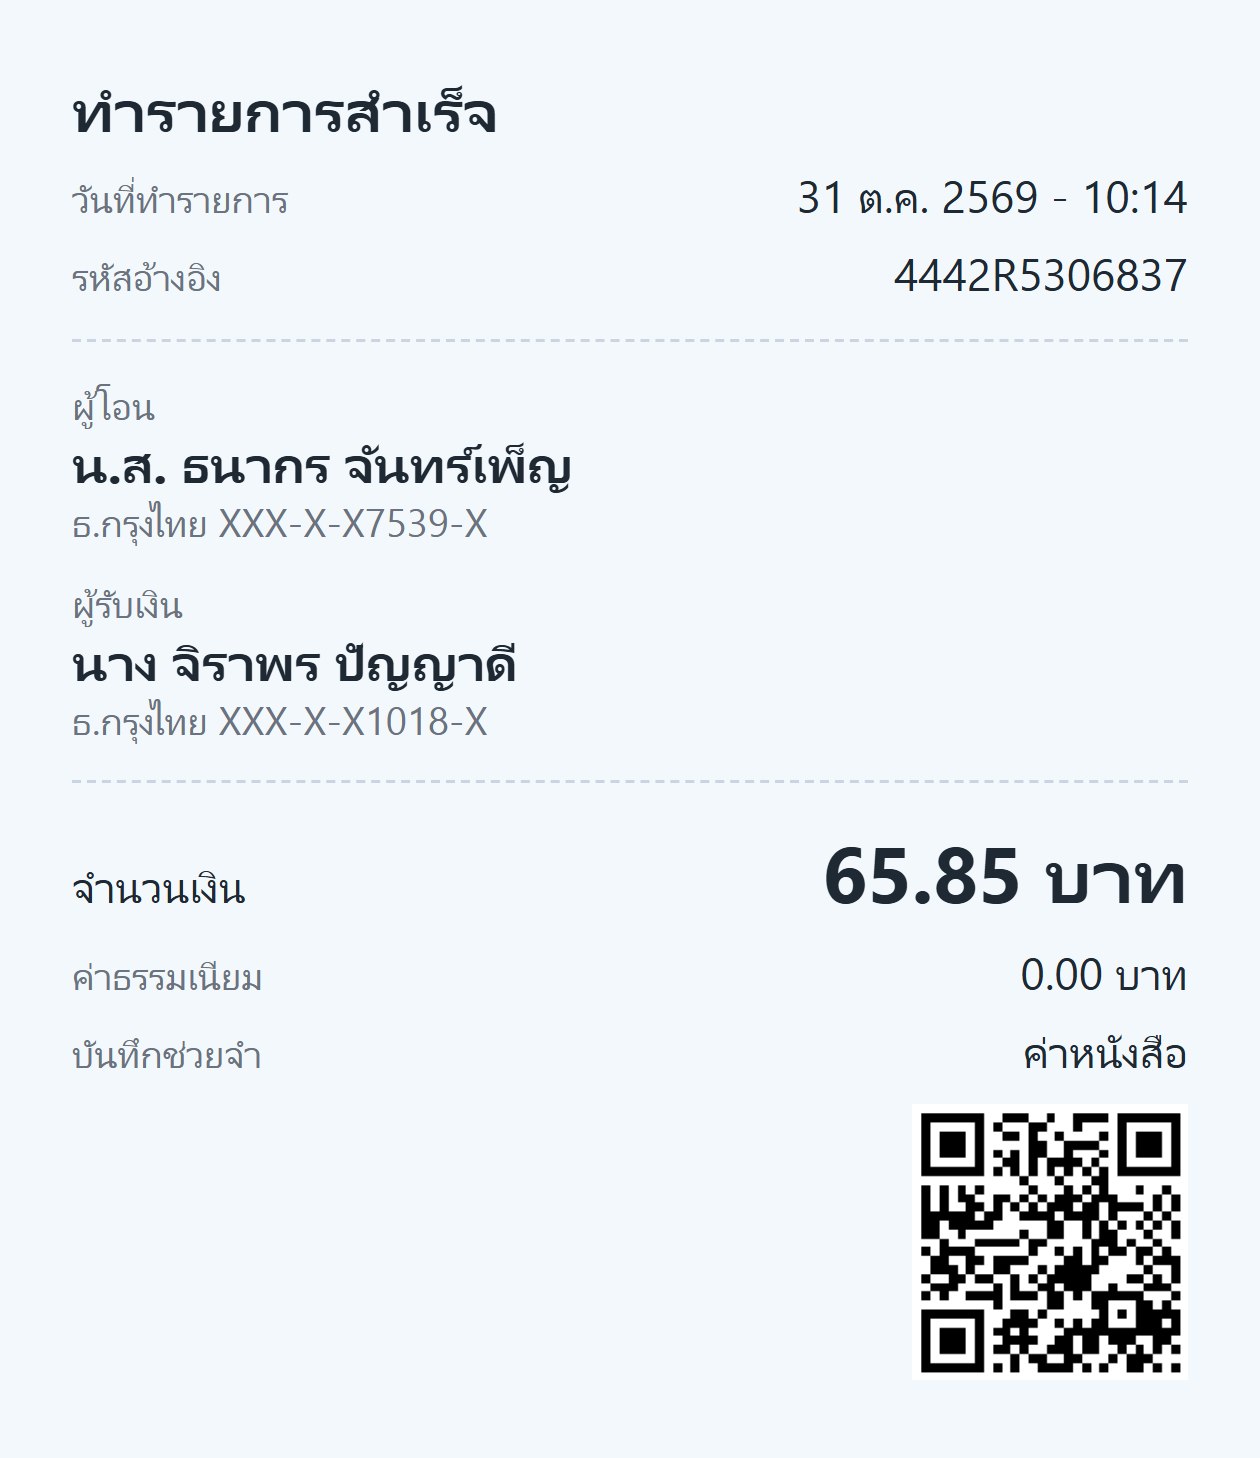 ทำรายการสำเร็จ
วันที่ทำรายการ 31 ต.ค. 2569 - 10:14
รหัสอ้างอิง 4442R5306837
ผู้โอน
น.ส. ธนากร จันทร์เพ็ญ
ธ.กรุงไทย XXX-X-X7539-X
ผู้รับเงิน
นาง จิราพร ปัญญาดี
ธ.กรุงไทย XXX-X-X1018-X
จำนวนเงิน 65.85 บาท
ค่าธรรมเนียม 0.00 บาท
บันทึกช่วยจำ ค่าหนังสือ